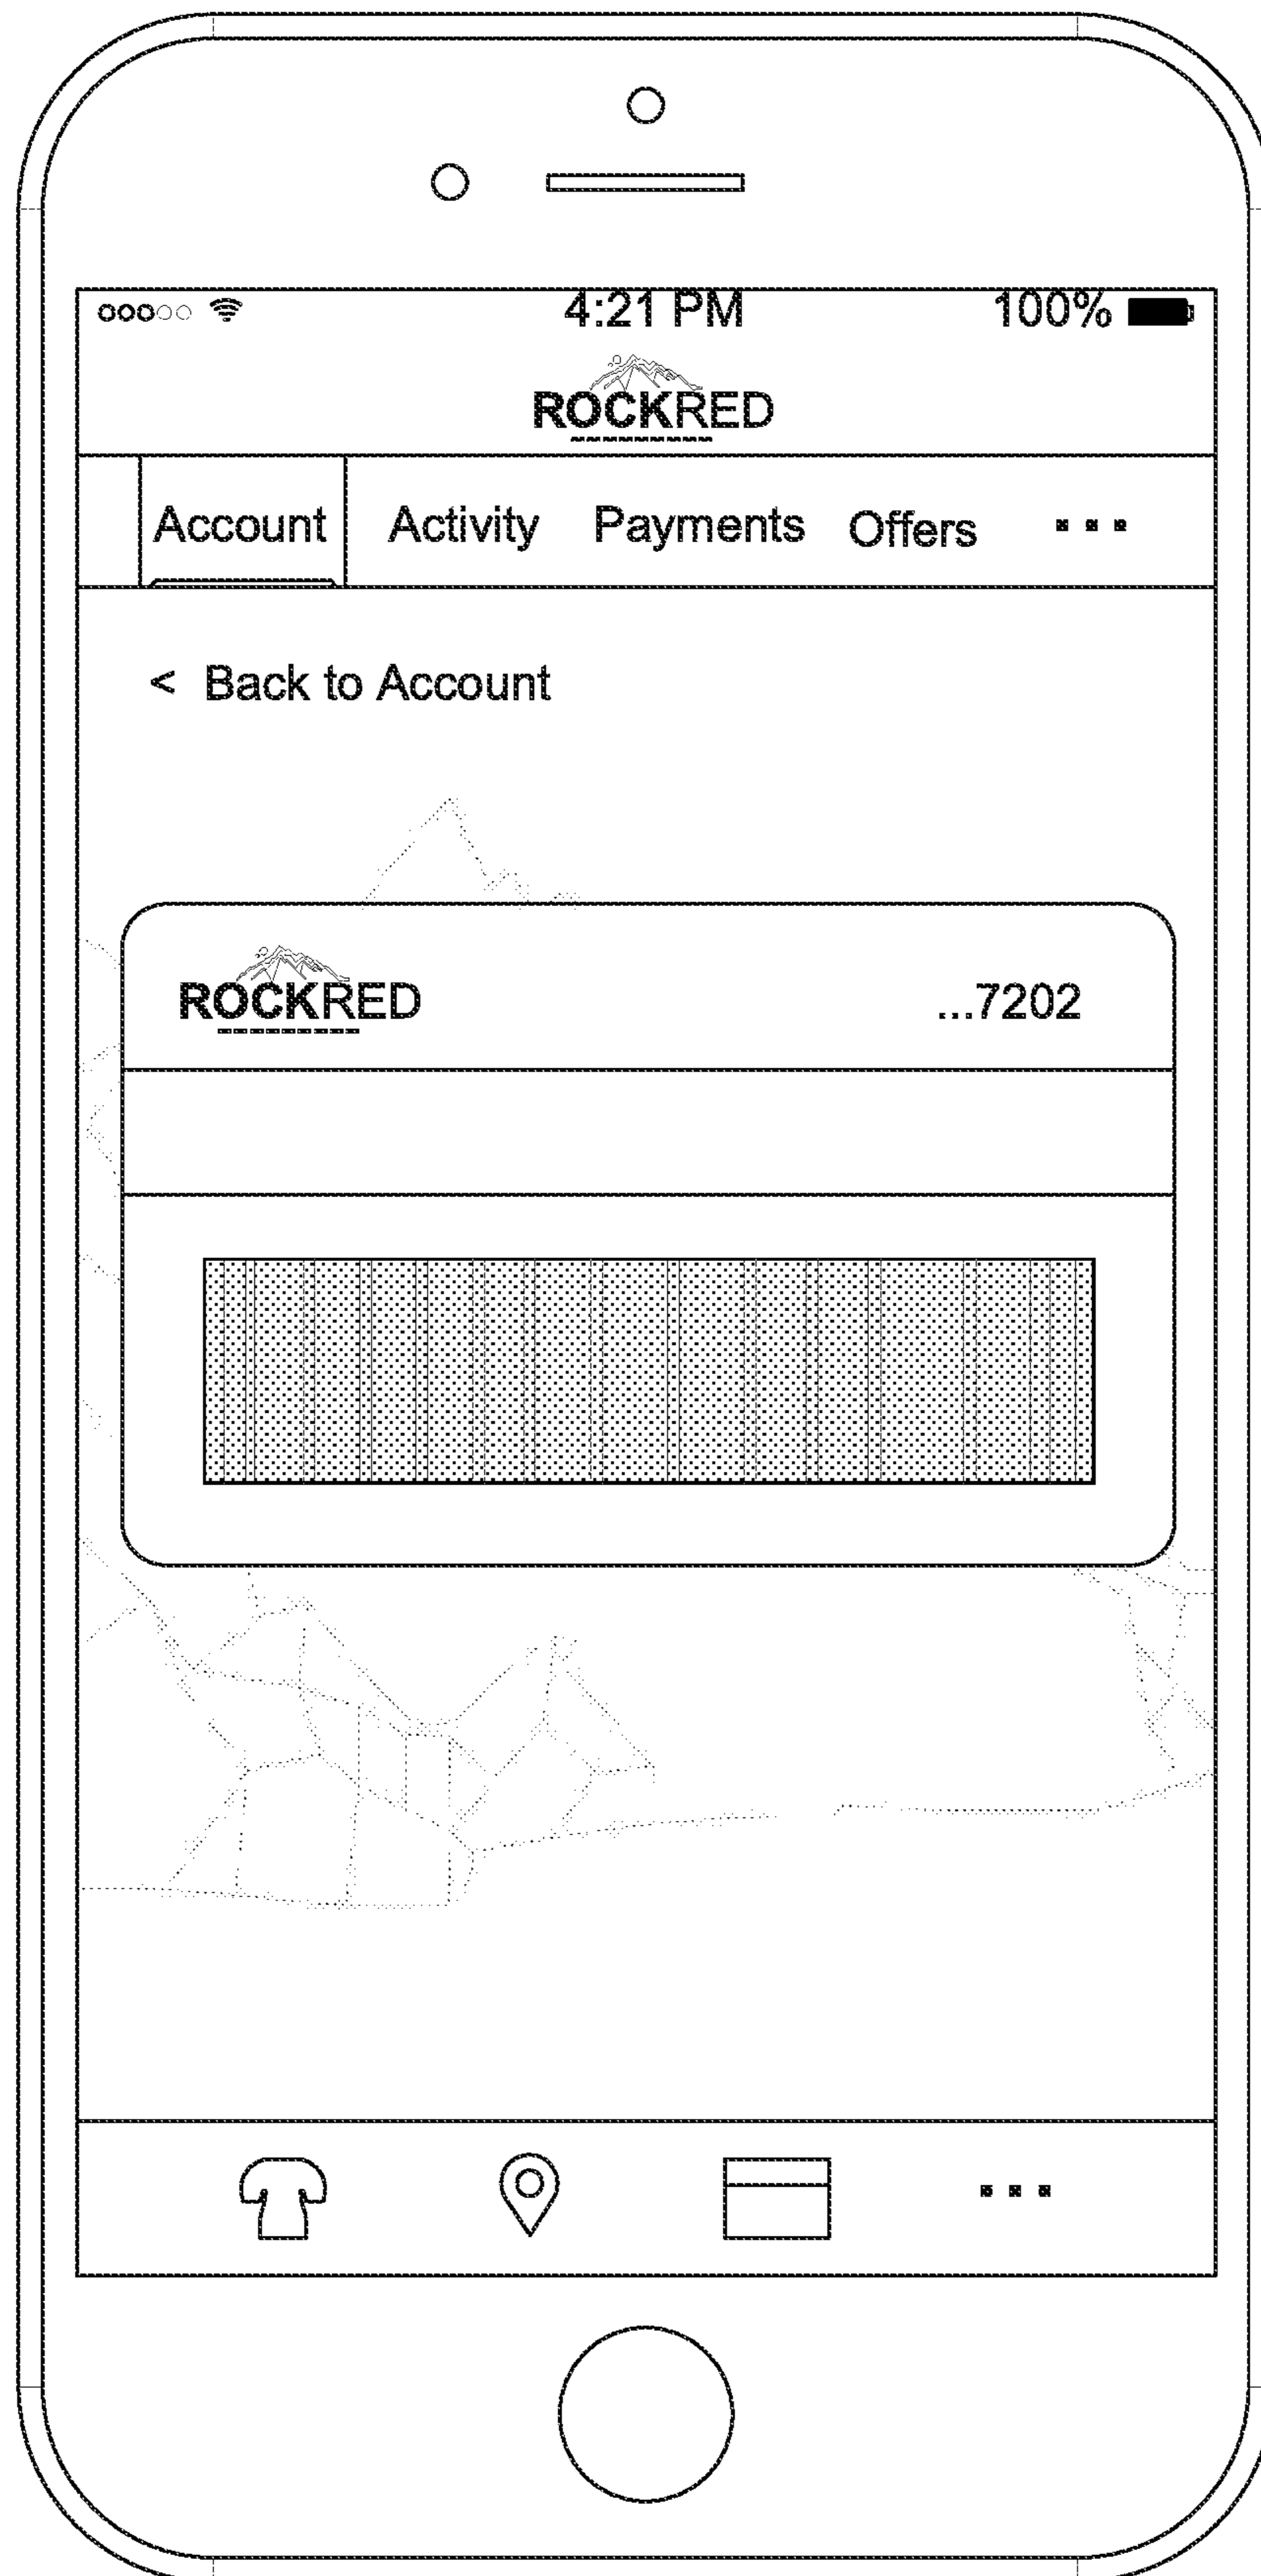 4:21 PM 100%
ROCKRED
Account Activity Payments Offers ...
< Back to Account
ROCKRED ...7202
...